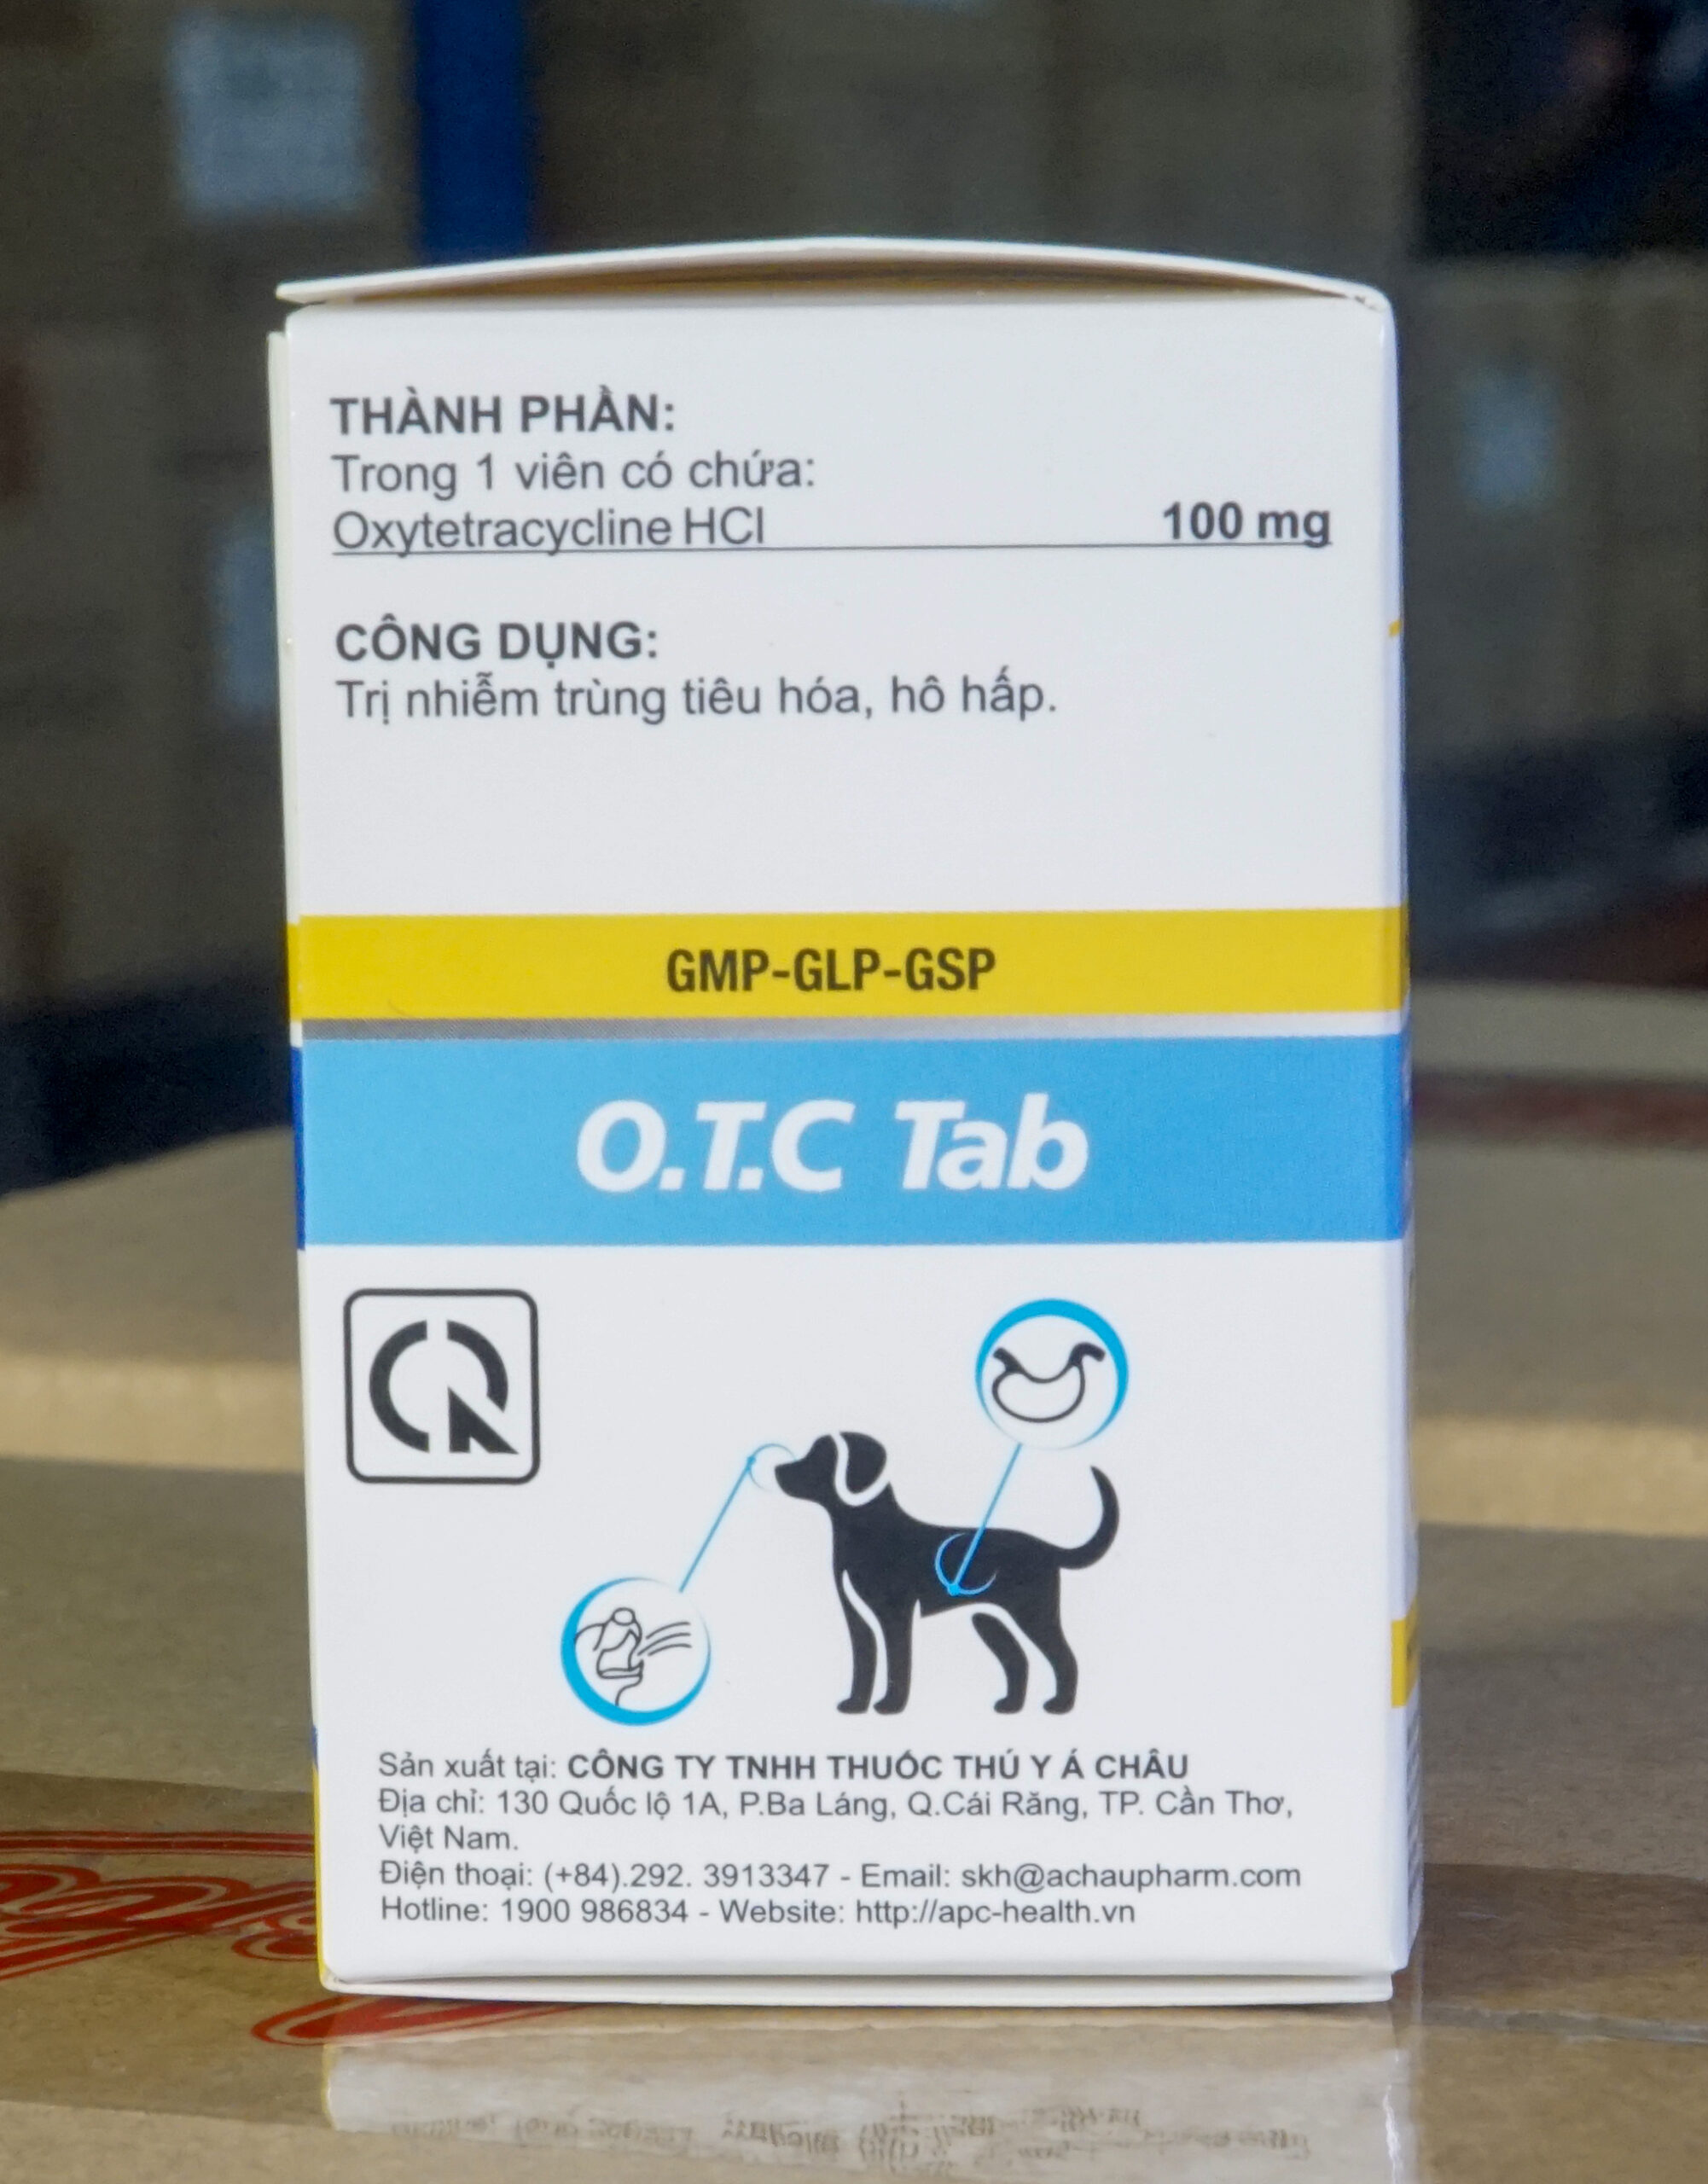 THÀNH PHẦN:
Trong 1 viên có chứa:
Oxytetracycline HCl 100 mg
CÔNG DỤNG:
Trị nhiễm trùng tiêu hóa, hô hấp.
GMP-GLP-GSP
O.T.C Tab
Sản xuất tại: CÔNG TY TNHH THUỐC THÚ Y Á CHÂU
Địa chỉ: 130 Quốc lộ 1A, P.Ba Láng, Q.Cái Răng, TP. Cần Thơ,
Việt Nam.
Điện thoại: (+84).292. 3913347 - Email: skh@achaupharm.com
Hotline: 1900 986834 - Website: http://apc-health.vn